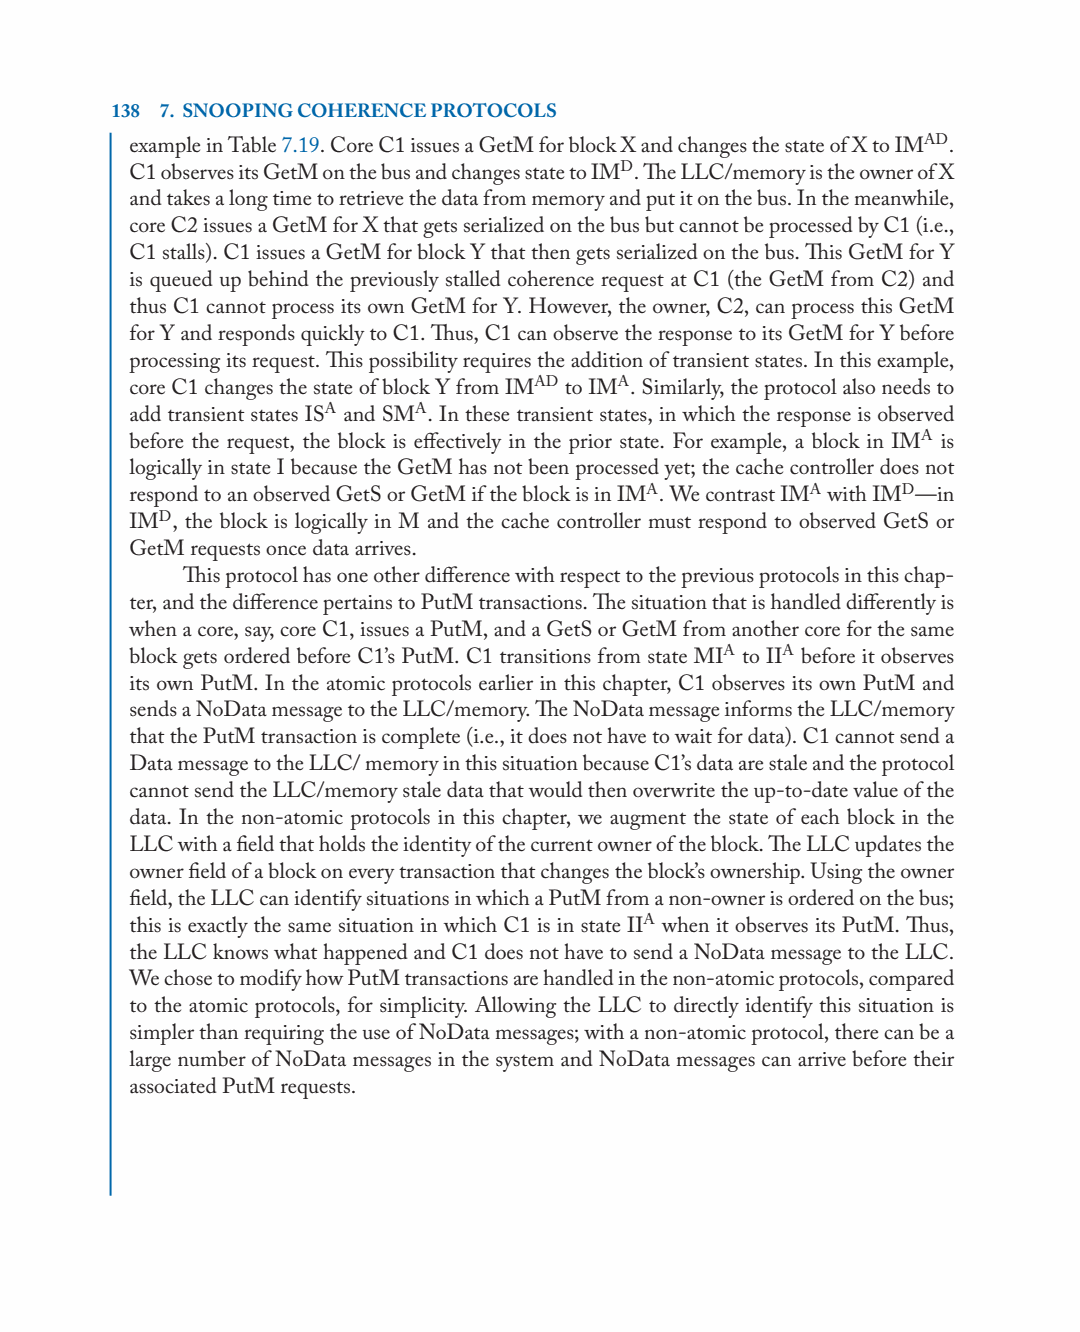 138 7. SNOOPING COHERENCE PROTOCOLS
example in Table 7.19. Core C1 issues a GetM for block X and changes the state of X to IMᴬᴰ.
C1 observes its GetM on the bus and changes state to IMᴰ. The LLC/memory is the owner of X
and takes a long time to retrieve the data from memory and put it on the bus. In the meanwhile,
core C2 issues a GetM for X that gets serialized on the bus but cannot be processed by C1 (i.e.,
C1 stalls). C1 issues a GetM for block Y that then gets serialized on the bus. This GetM for Y
is queued up behind the previously stalled coherence request at C1 (the GetM from C2) and
thus C1 cannot process its own GetM for Y. However, the owner, C2, can process this GetM
for Y and responds quickly to C1. Thus, C1 can observe the response to its GetM for Y before
processing its request. This possibility requires the addition of transient states. In this example,
core C1 changes the state of block Y from IMᴬᴰ to IMᴬ. Similarly, the protocol also needs to
add transient states ISᴬ and SMᴬ. In these transient states, in which the response is observed
before the request, the block is effectively in the prior state. For example, a block in IMᴬ is
logically in state I because the GetM has not been processed yet; the cache controller does not
respond to an observed GetS or GetM if the block is in IMᴬ. We contrast IMᴬ with IMᴰ—in
IMᴰ, the block is logically in M and the cache controller must respond to observed GetS or
GetM requests once data arrives.
This protocol has one other difference with respect to the previous protocols in this chap-
ter, and the difference pertains to PutM transactions. The situation that is handled differently is
when a core, say, core C1, issues a PutM, and a GetS or GetM from another core for the same
block gets ordered before C1’s PutM. C1 transitions from state MIᴬ to IIᴬ before it observes
its own PutM. In the atomic protocols earlier in this chapter, C1 observes its own PutM and
sends a NoData message to the LLC/memory. The NoData message informs the LLC/memory
that the PutM transaction is complete (i.e., it does not have to wait for data). C1 cannot send a
Data message to the LLC/ memory in this situation because C1’s data are stale and the protocol
cannot send the LLC/memory stale data that would then overwrite the up-to-date value of the
data. In the non-atomic protocols in this chapter, we augment the state of each block in the
LLC with a field that holds the identity of the current owner of the block. The LLC updates the
owner field of a block on every transaction that changes the block’s ownership. Using the owner
field, the LLC can identify situations in which a PutM from a non-owner is ordered on the bus;
this is exactly the same situation in which C1 is in state IIᴬ when it observes its PutM. Thus,
the LLC knows what happened and C1 does not have to send a NoData message to the LLC.
We chose to modify how PutM transactions are handled in the non-atomic protocols, compared
to the atomic protocols, for simplicity. Allowing the LLC to directly identify this situation is
simpler than requiring the use of NoData messages; with a non-atomic protocol, there can be a
large number of NoData messages in the system and NoData messages can arrive before their
associated PutM requests.